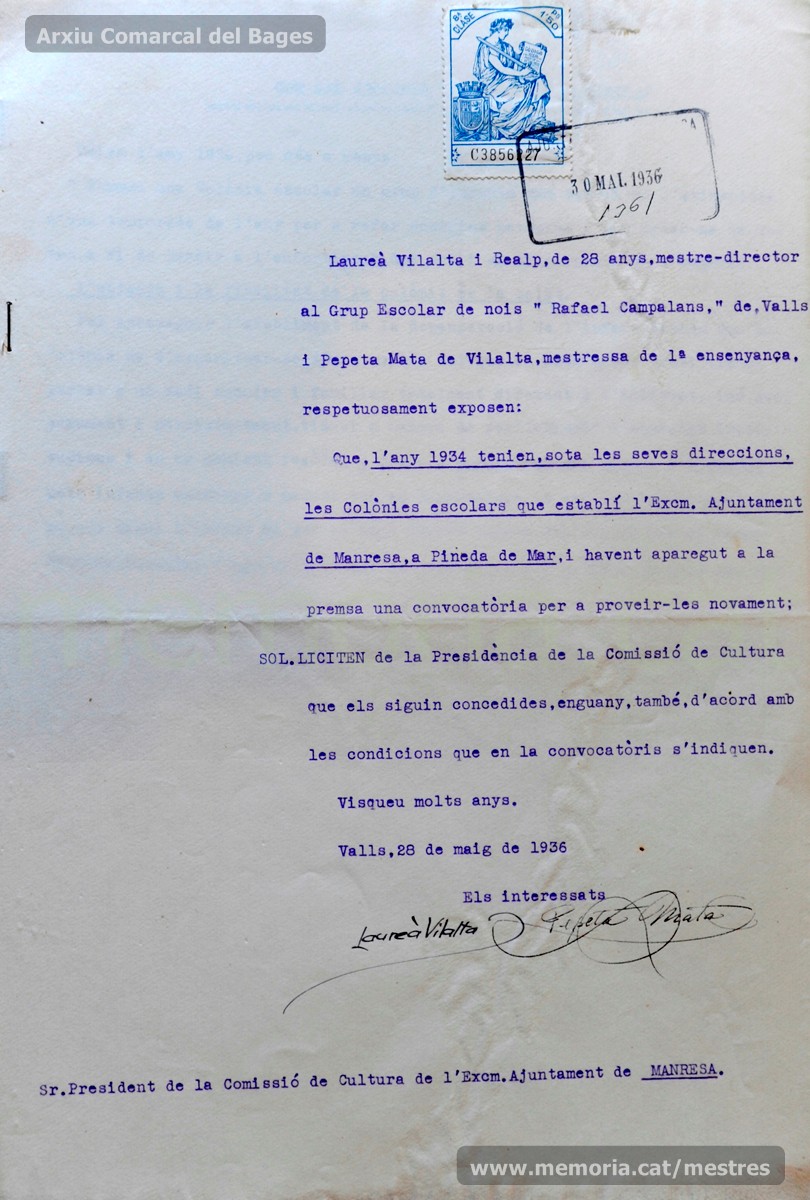 Arxiu Comarcal del Bages
8ª CLASE 1'50 P
C3856827
30 MAI. 1936
1261
Laureà Vilalta i Realp,de 28 anys,mestre-director
al Grup Escolar de nois " Rafael Campalans," de,Valls
i Pepeta Mata de Vilalta,mestressa de 1ª ensenyança,
respetuosament exposen:
Que,l'any 1934 tenien,sota les seves direccions,
les Colònies escolars que establí l'Excm. Ajuntament
de Manresa,a Pineda de Mar,i havent aparegut a la
premsa una convocatòria per a proveir-les novament;
SOL.LICITEN de la Presidència de la Comissió de Cultura
que els siguin concedides,enguany,també,d'acòrd amb
les condicions que en la convocatòris s'indiquen.
Visqueu molts anys.
Valls,28 de maig de 1936
Els interessats
Laureà Vilalta Pepeta Mata
Sr.President de la Comissió de Cultura de l'Excm.Ajuntament de MANRESA.
www.memoria.cat/mestres